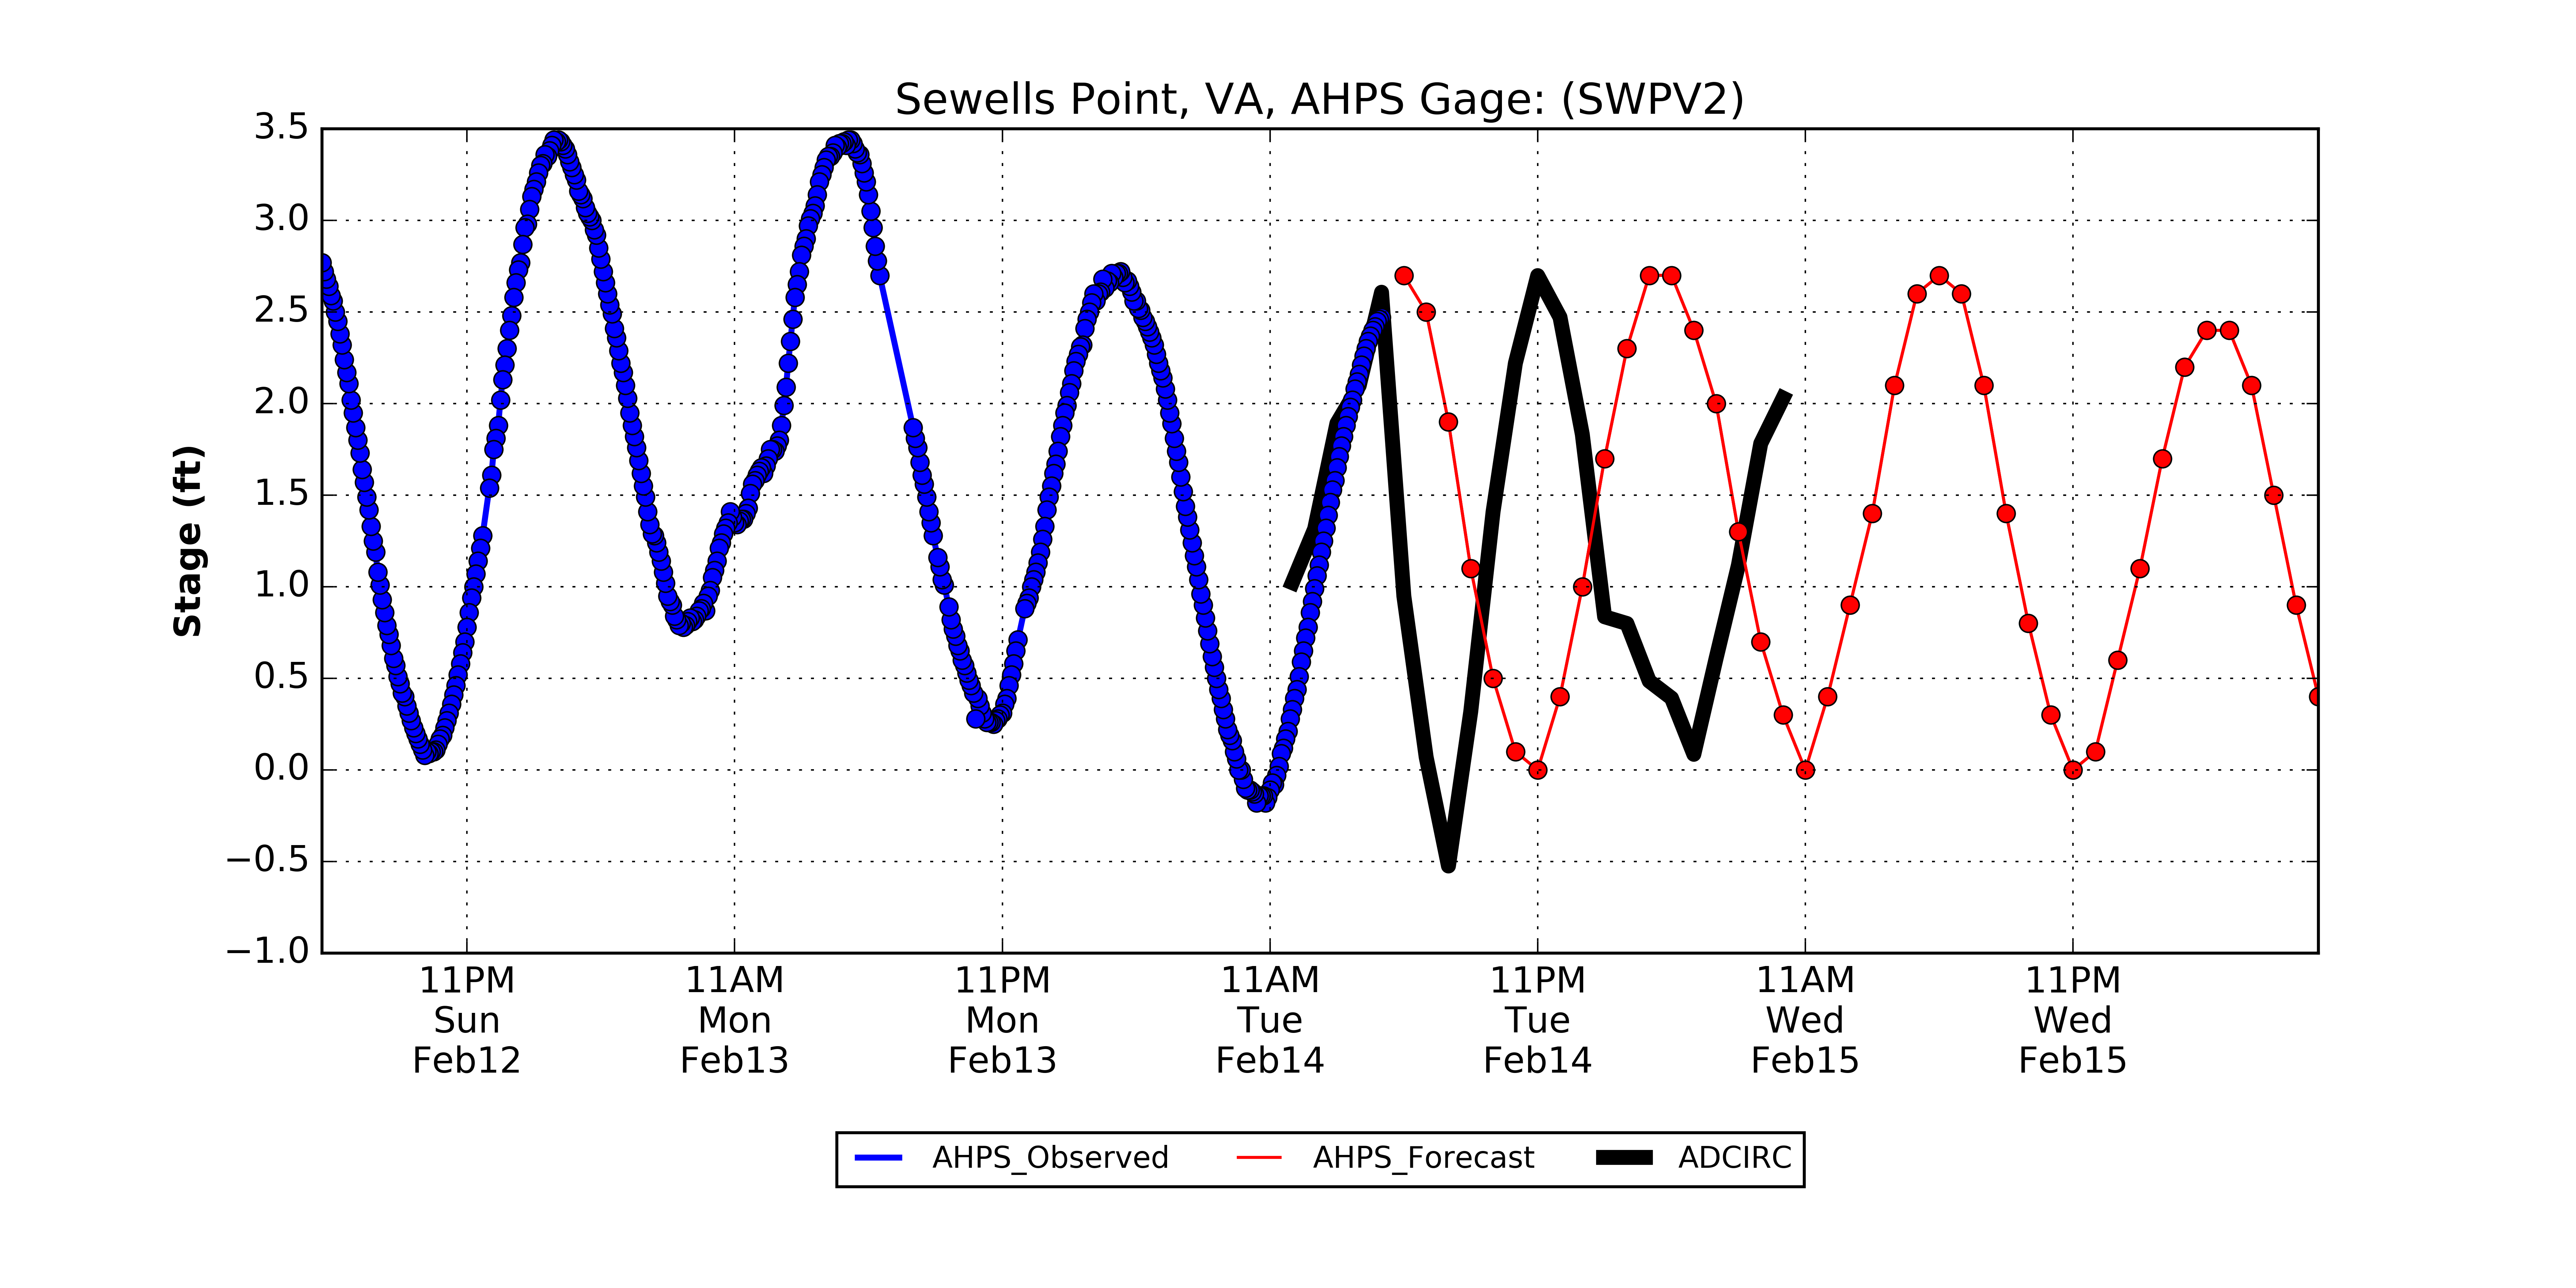 Sewells Point, VA, AHPS Gage: (SWPV2)
3.5
3.0
2.5
2.0
1.5
1.0
0.5
0.0
−0.5
−1.0
Stage (ft)
11PM 11AM 11PM 11AM 11PM 11AM 11PM
Sun Mon Mon Tue Tue Wed Wed
Feb12 Feb13 Feb13 Feb14 Feb14 Feb15 Feb15
AHPS_Observed AHPS_Forecast ADCIRC